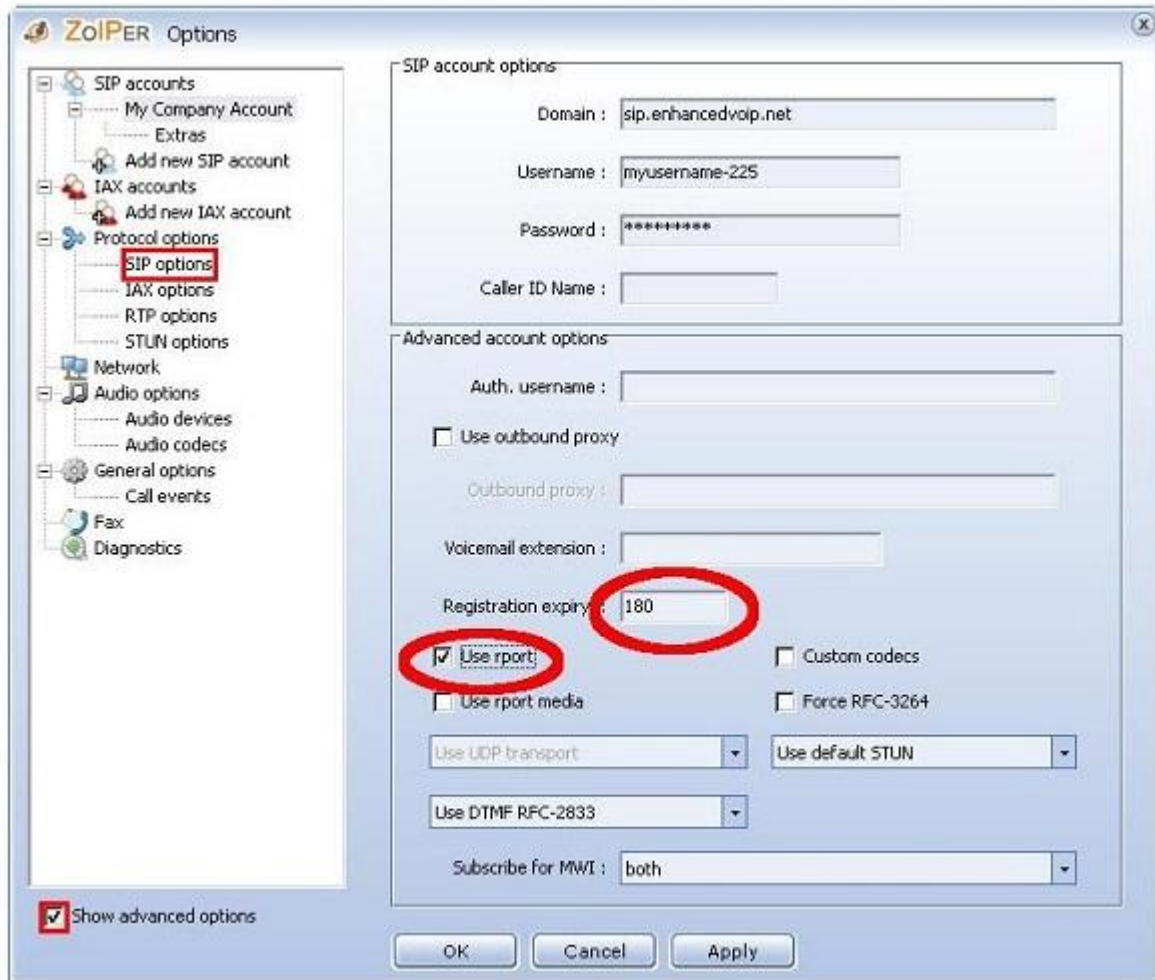 ZOIPER Options
SIP accounts
My Company Account
Extras
Add new SIP account
IAX accounts
Add new IAX account
Protocol options
SIP options
IAX options
RTP options
STUN options
Network
Audio options
Audio devices
Audio codecs
General options
Call events
Fax
Diagnostics
Show advanced options
SIP account options
Domain : sip.enhancedvoip.net
Username : myusername-225
Password : *********
Caller ID Name :
Advanced account options
Auth. username :
Use outbound proxy
Outbound proxy :
Voicemail extension :
Registration expiry : 180
Use rport Custom codecs
Use rport media Force RFC-3264
Use UDP transport Use default STUN
Use DTMF RFC-2833
Subscribe for MWI : both
OK Cancel Apply